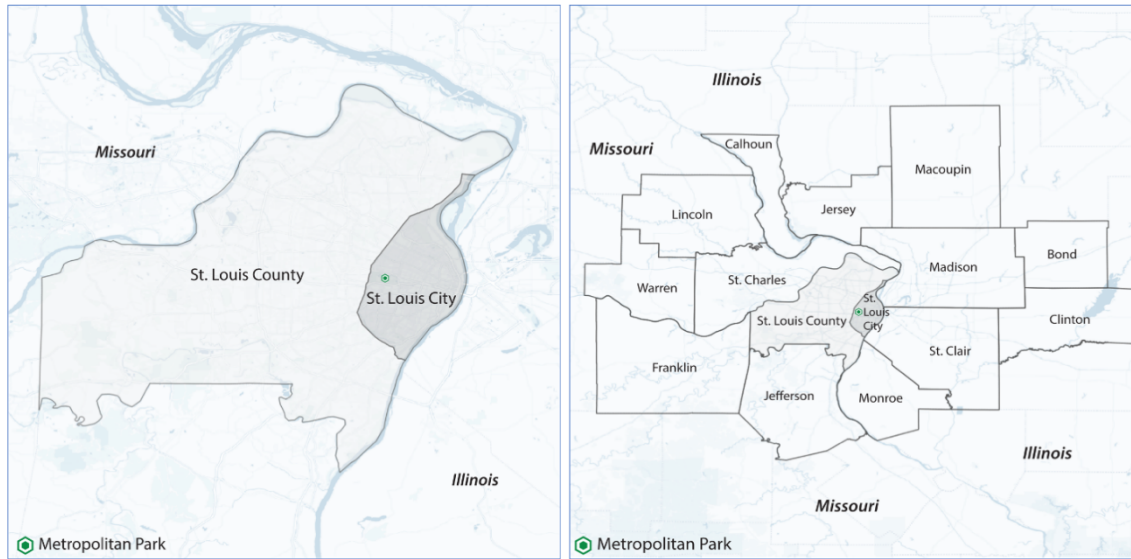 Missouri
St. Louis County
St. Louis City
Illinois
Metropolitan Park
Illinois
Missouri
Calhoun
Macoupin
Lincoln
Jersey
Bond
Madison
St. Charles
Warren
St.
Louis
City
St. Louis County
Clinton
St. Clair
Franklin
Jefferson
Monroe
Illinois
Missouri
Metropolitan Park